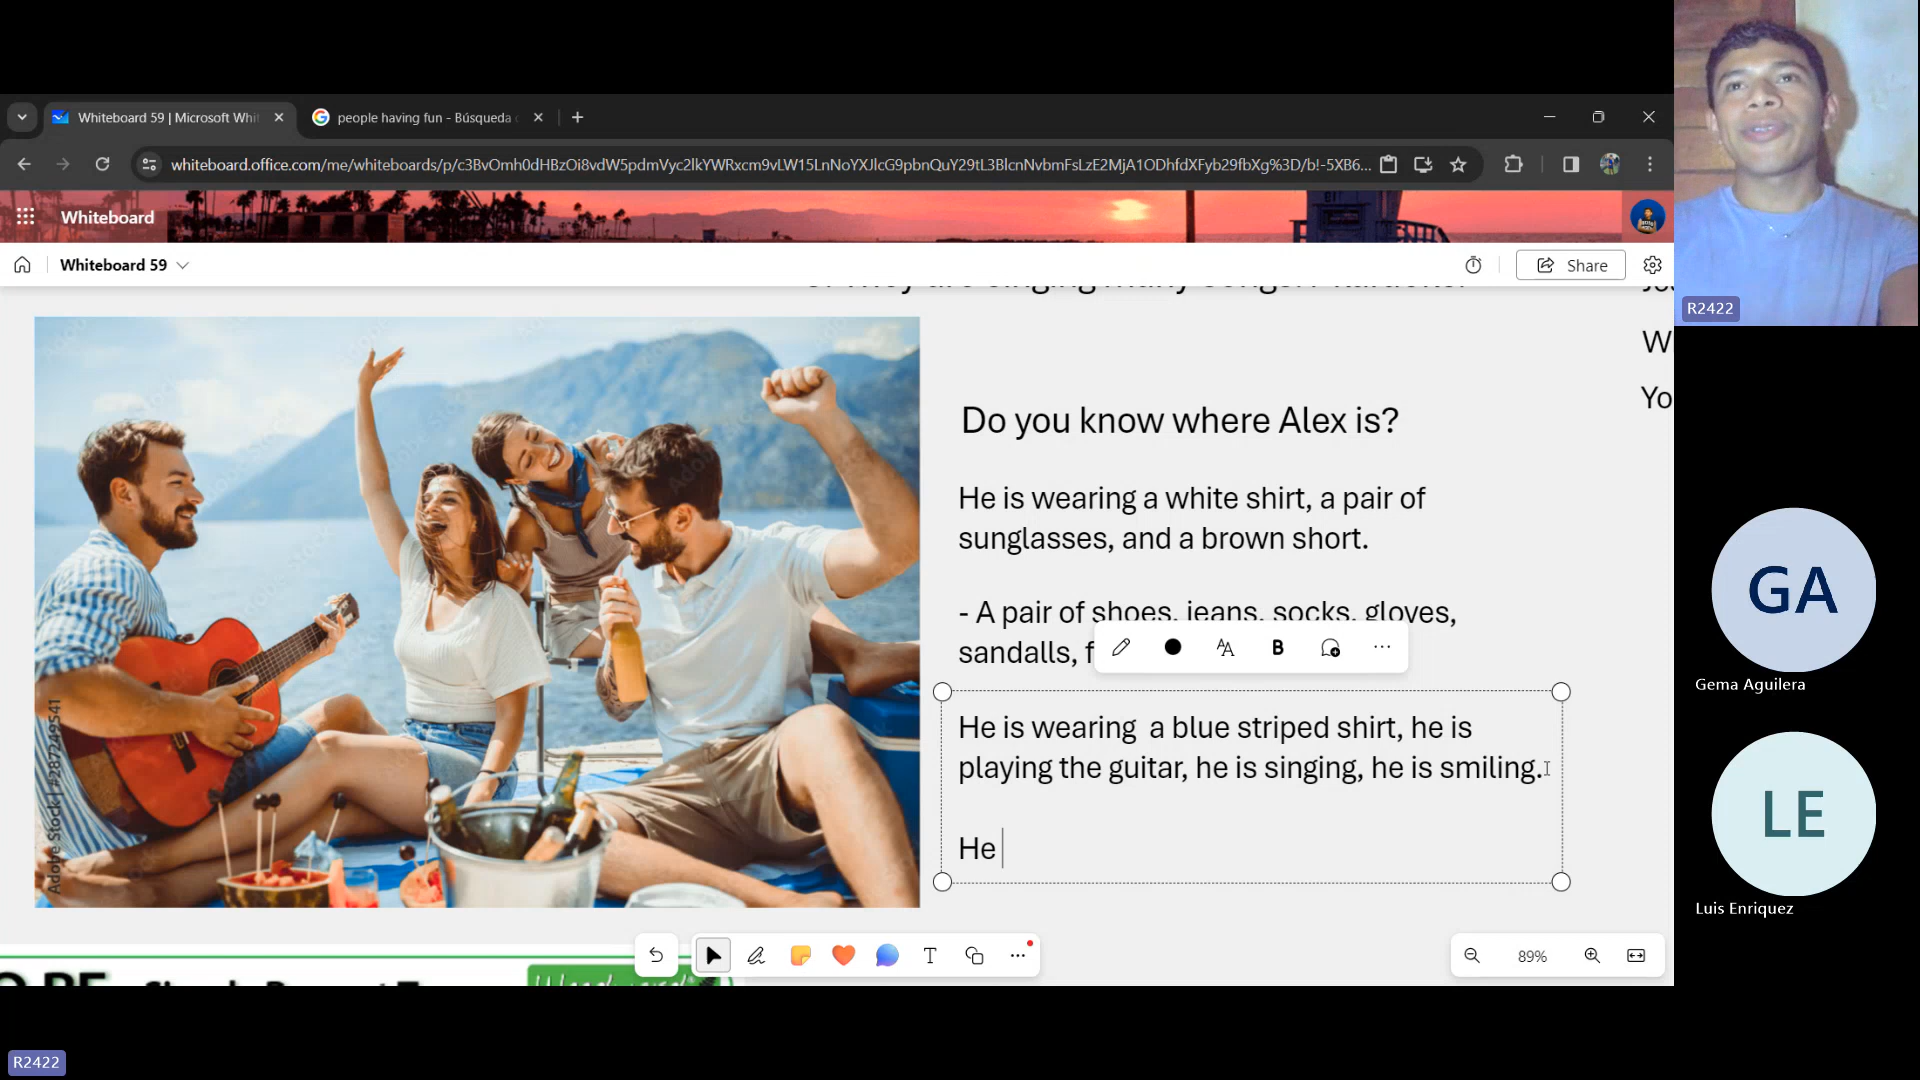 Whiteboard 59 | Microsoft Whi
people having fun - Búsqueda
whiteboard.office.com/me/whiteboards/p/c3BvOmh0dHBzOi8vdW5pdmVyc2lkYWRxcm9vLW15LnNoYXJlcG9pbnQuY29tL3BlcnNvbmFsLzE2MjA1ODhfdXFyb29fbXg%3D/b!-5XB6...
Whiteboard
Whiteboard 59
Share
R2422
Do you know where Alex is?
He is wearing a white shirt, a pair of
sunglasses, and a brown short.
- A pair of shoes, jeans, socks, gloves,
sandalls, f
He is wearing  a blue striped shirt, he is
playing the guitar, he is singing, he is smiling.
He
W
Yo
Adobe Stock | #287249541
GA
Gema Aguilera
LE
Luis Enriquez
89%
R2422